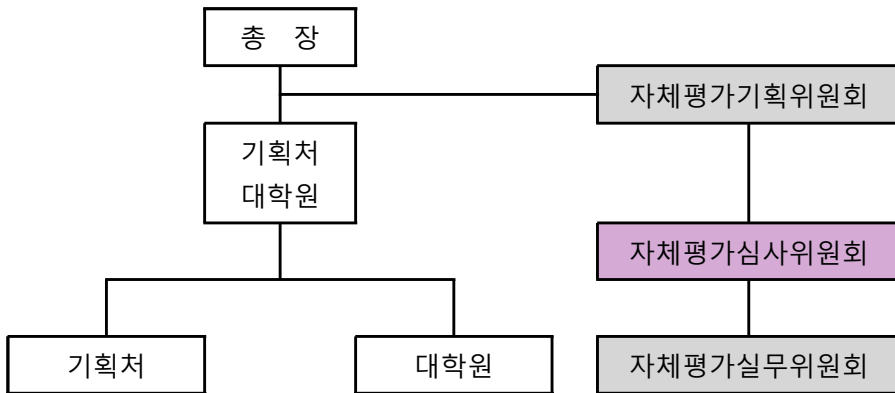 총 장
자체평가기획위원회
기획처
대학원
자체평가심사위원회
기획처
대학원
자체평가실무위원회